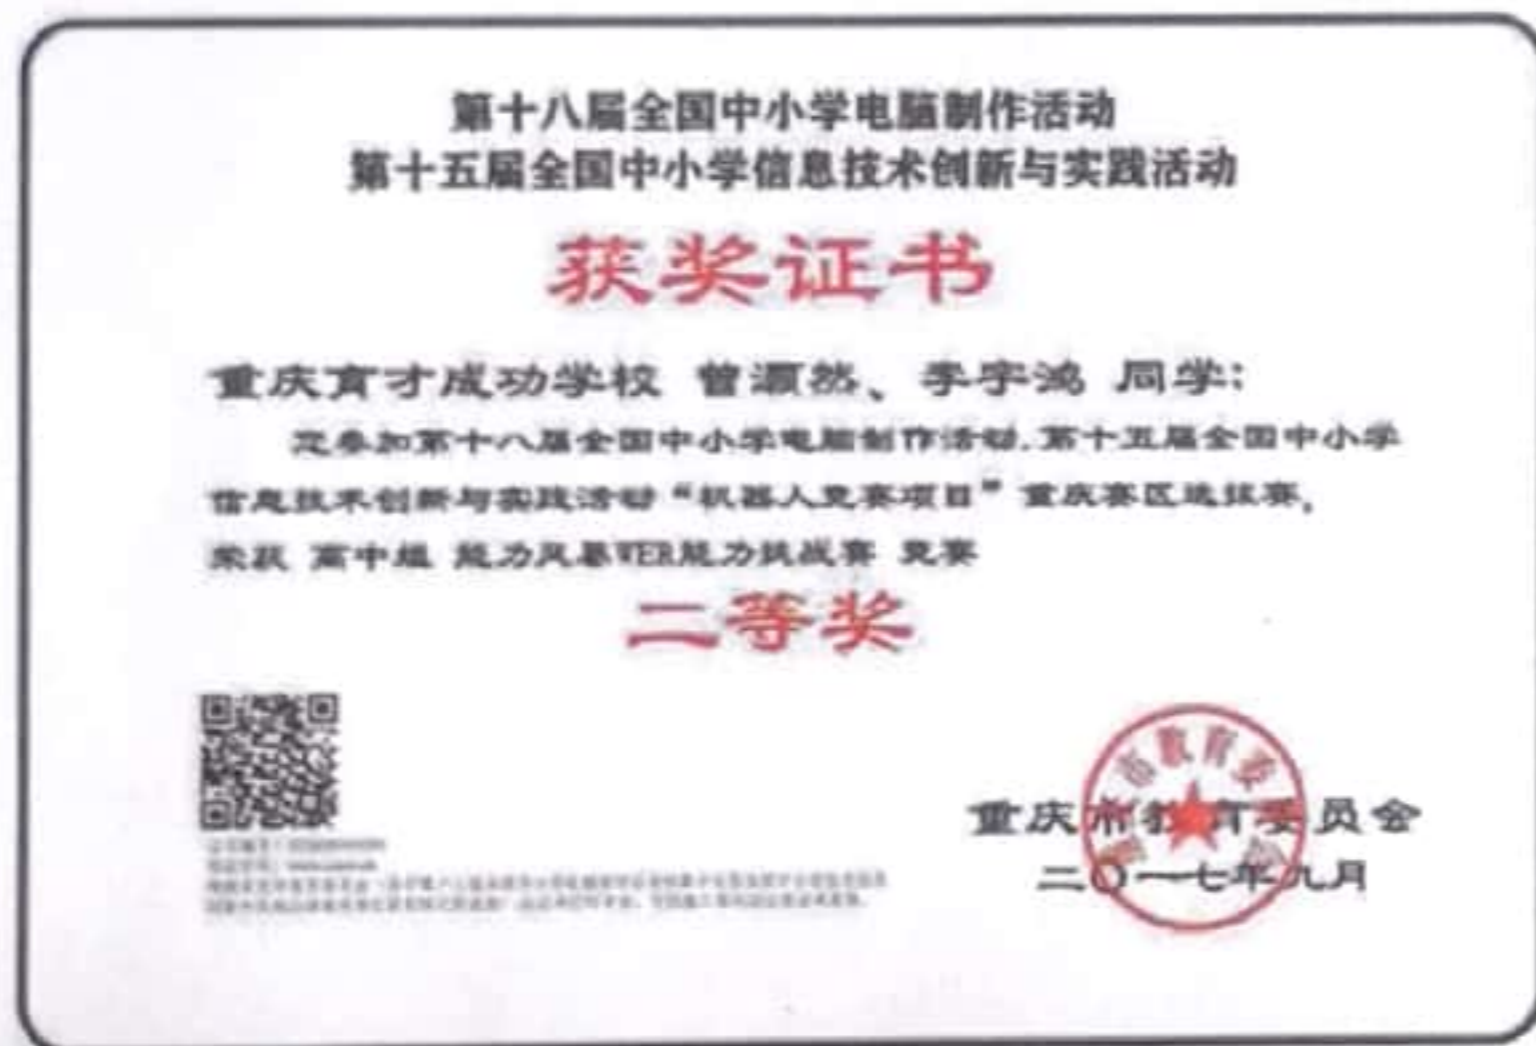 第十八届全国中小学电脑制作活动
第十五届全国中小学信息技术创新与实践活动
获奖证书
重庆育才成功学校 曾灏然、李宇鸿 同学:
您参加第十八届全国中小学电脑制作活动、第十五届全国中小学
信息技术创新与实践活动“机器人竞赛项目”重庆赛区选拔赛,
荣获 高中组 能力风暴WER能力挑战赛 竞赛
二等奖
重庆市教育委员会
二〇一七年九月